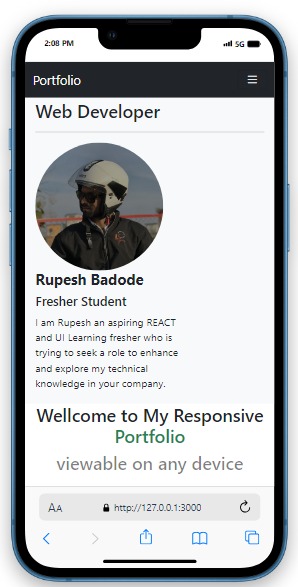 2:08 PM
5G
Portfolio
Web Developer
Rupesh Badode
Fresher Student
I am Rupesh an aspiring REACT
and UI Learning fresher who is
trying to seek a role to enhance
and explore my technical
knowledge in your company.
Wellcome to My Responsive
Portfolio
viewable on any device
AA
http://127.0.0.1:3000